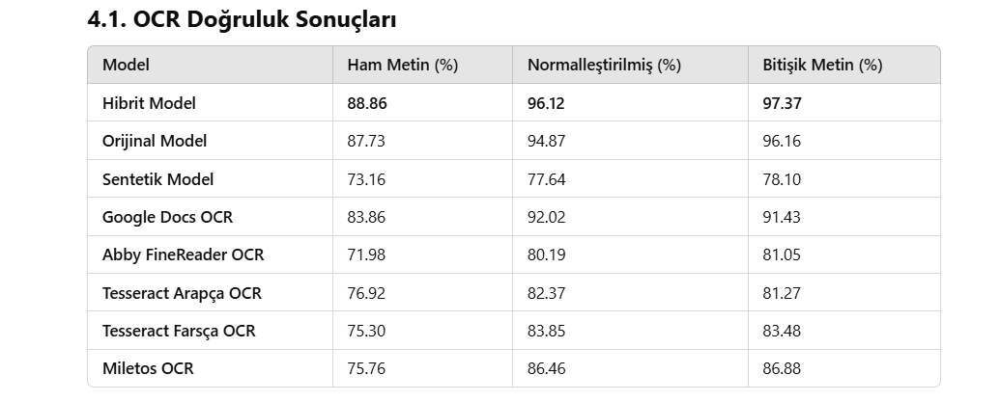 4.1. OCR Doğruluk Sonuçları
Model Ham Metin (%) Normalleştirilmiş (%) Bitişik Metin (%)
Hibrit Model 88.86 96.12 97.37
Orijinal Model 87.73 94.87 96.16
Sentetik Model 73.16 77.64 78.10
Google Docs OCR 83.86 92.02 91.43
Abby FineReader OCR 71.98 80.19 81.05
Tesseract Arapça OCR 76.92 82.37 81.27
Tesseract Farsça OCR 75.30 83.85 83.48
Miletos OCR 75.76 86.46 86.88